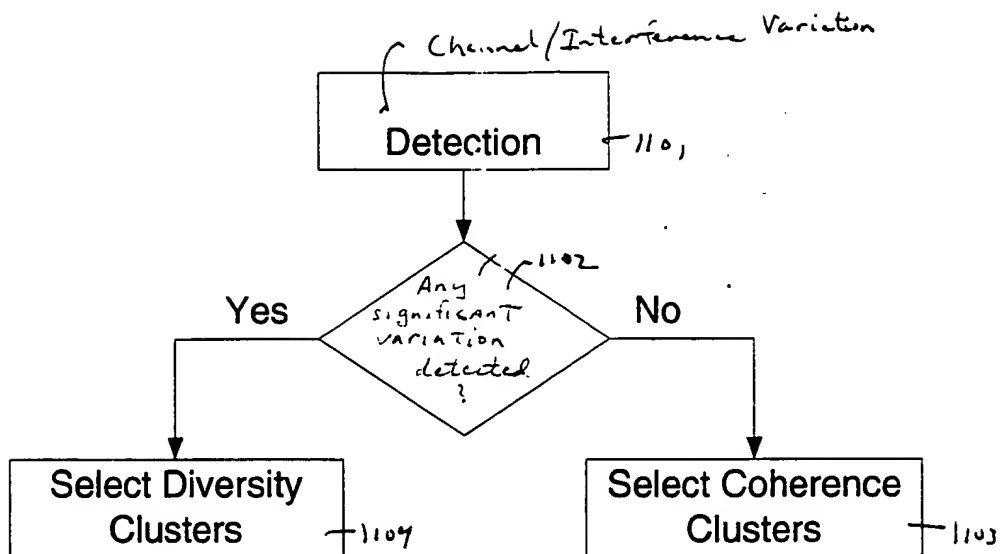 Channel/Interference Variation
Detection
1101
1102
Any
significant
variation
detected
?
Yes
No
Select Diversity
Clusters
1104
Select Coherence
Clusters
1103